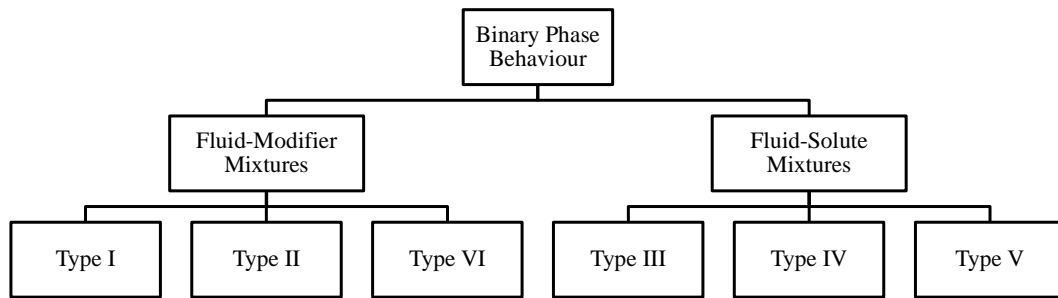 Binary Phase
Behaviour
Fluid-Modifier
Mixtures
Fluid-Solute
Mixtures
Type I
Type II
Type VI
Type III
Type IV
Type V